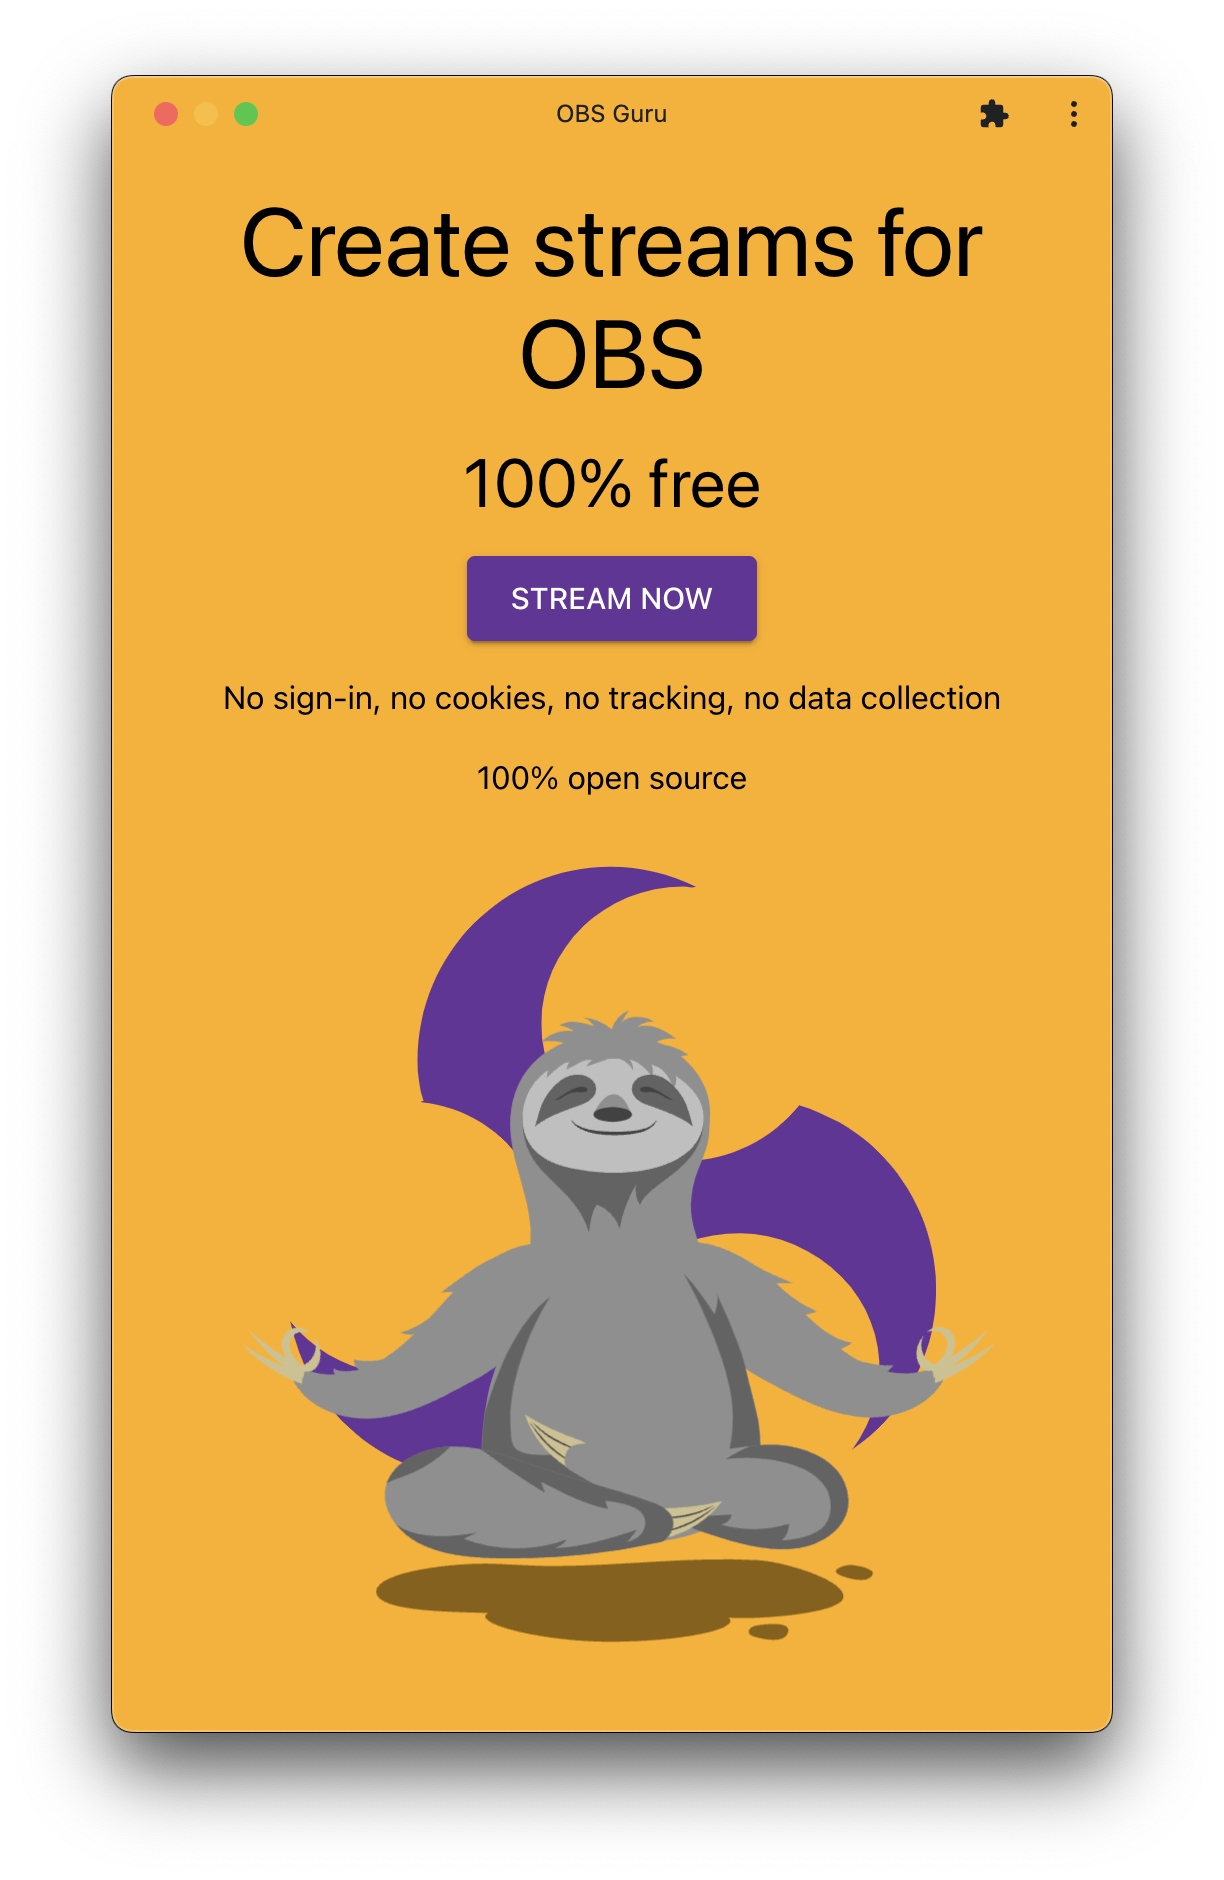 OBS Guru
Create streams for
OBS
100% free
STREAM NOW
No sign-in, no cookies, no tracking, no data collection
100% open source